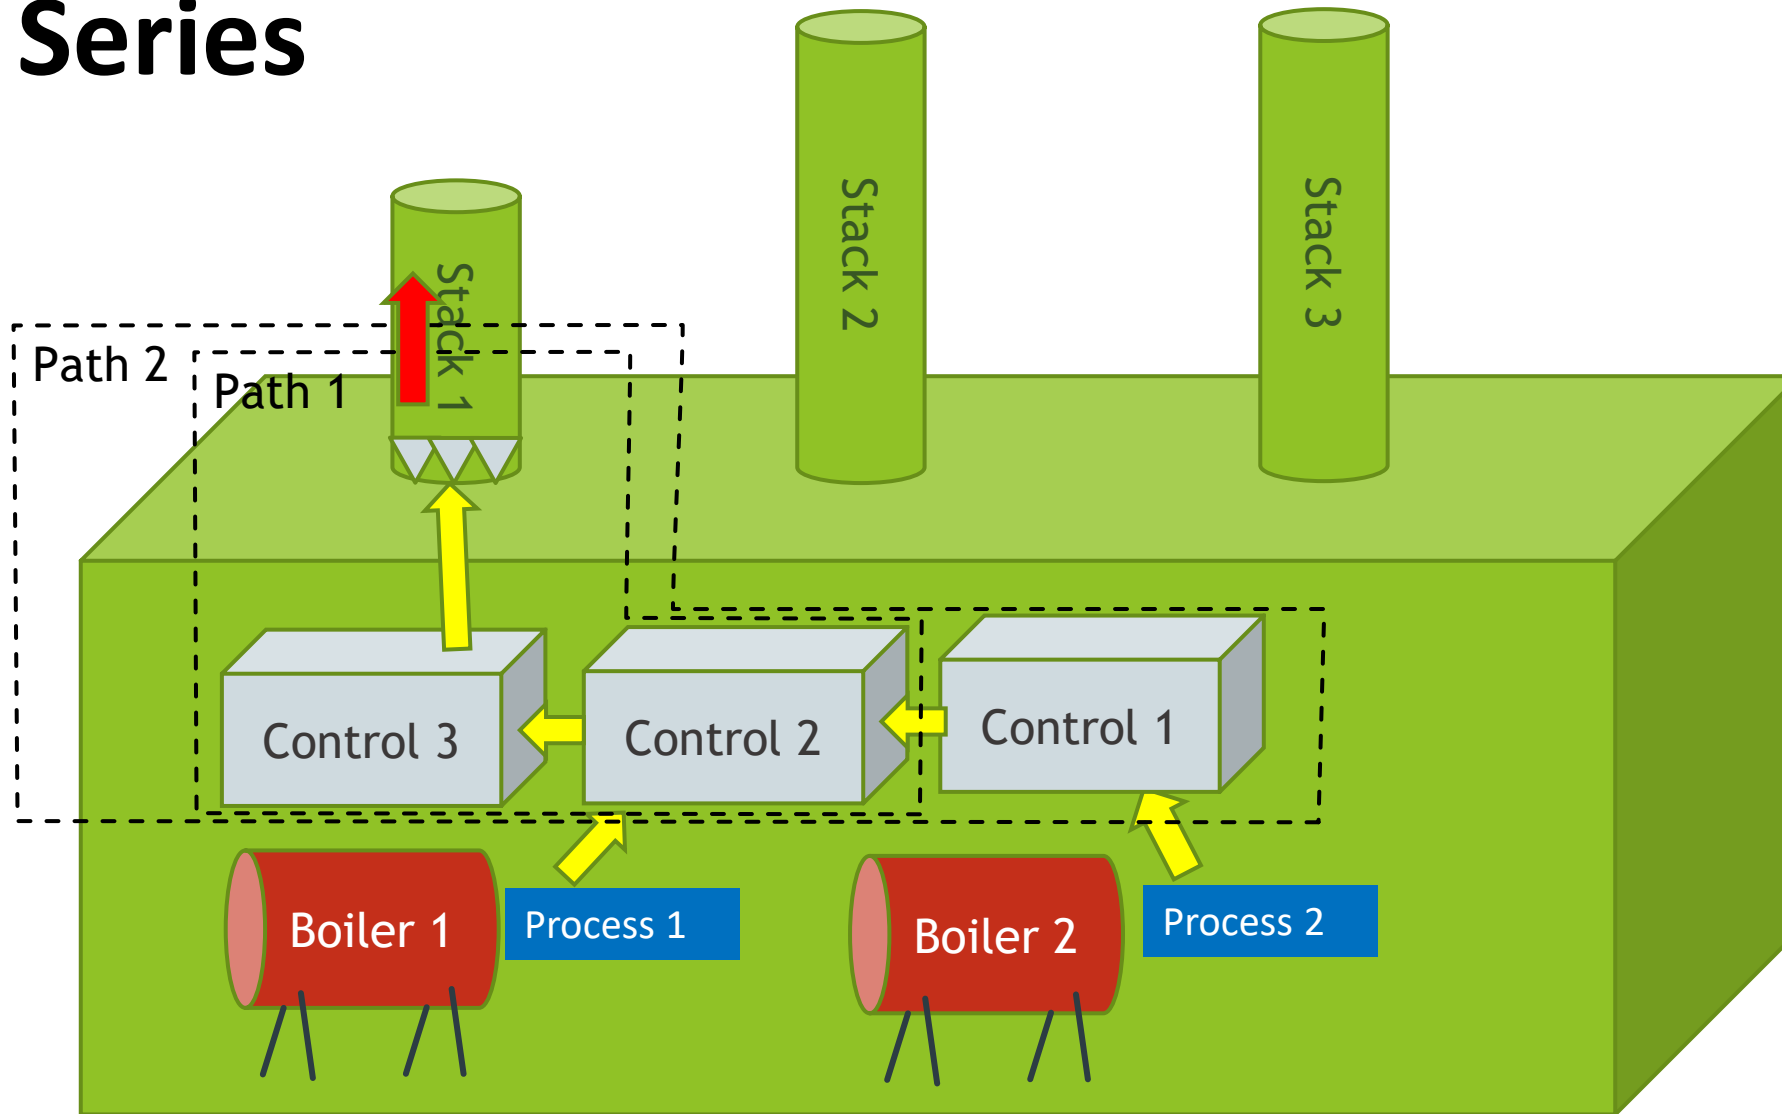 Series
Stack 1
Stack 2
Stack 3
Path 2
Path 1
Control 3
Control 2
Control 1
Boiler 1
Process 1
Boiler 2
Process 2